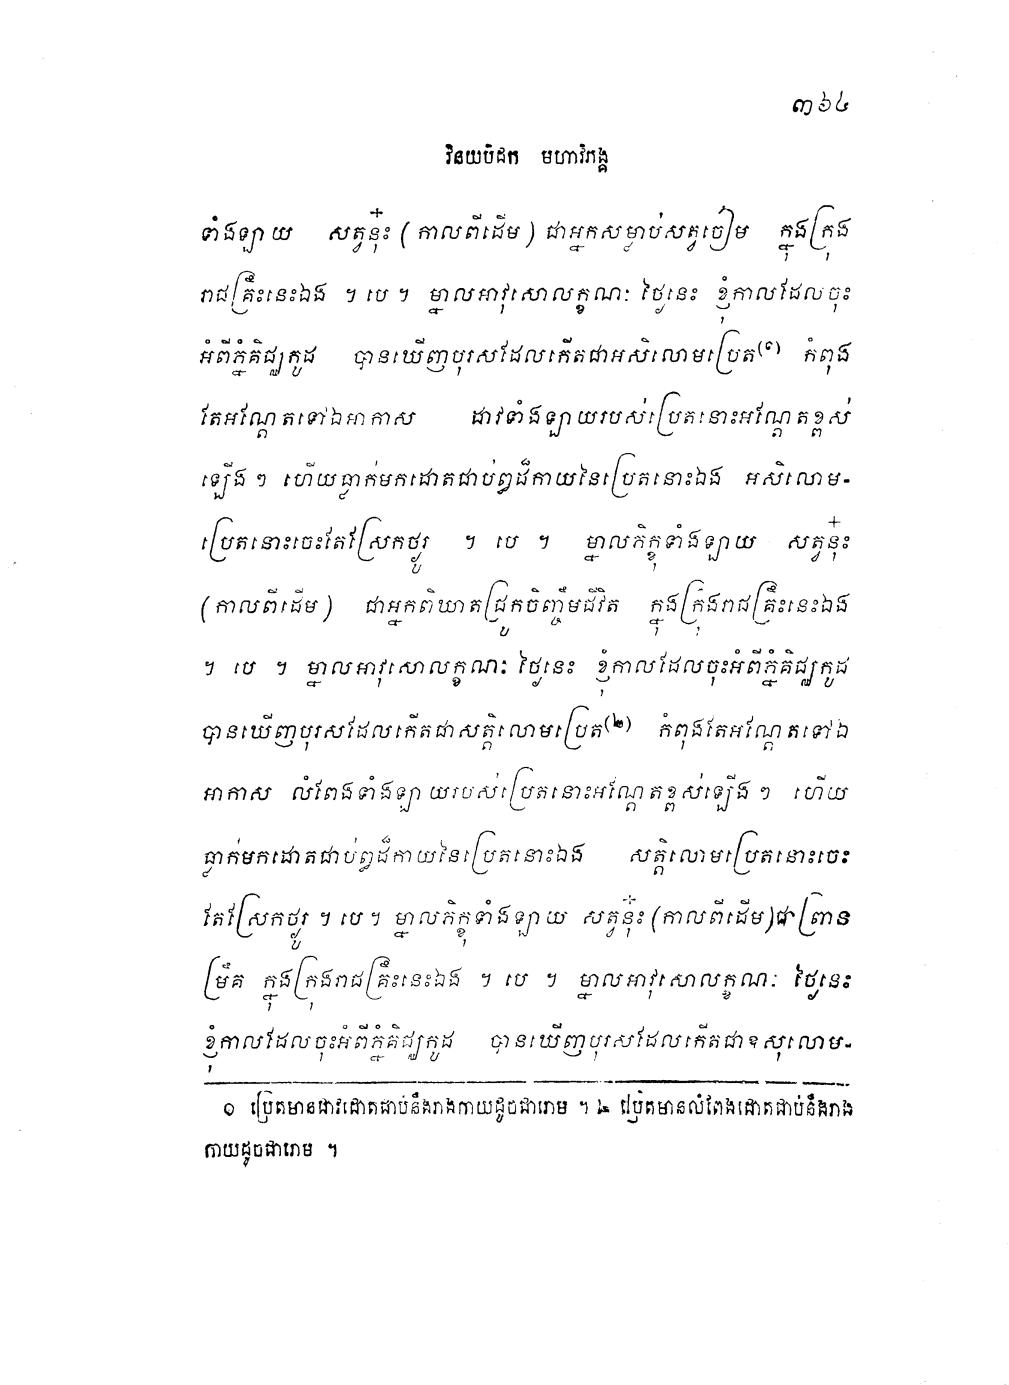 ៣៦៤
វិនយបិដក មហាវិភង្គ
ទាំងឡាយ សត្វនុ៎ះ (កាលពីដើម) ជាអ្នកសម្លាប់សត្វចៀម ក្នុងក្រុង
រាជគ្រឹះនេះឯង ។ បេ ។ ម្នាលអាវុសោលក្ខណៈ ថ្ងៃនេះ ខ្ញុំកាលដែលចុះ
អំពីភ្នំគិជ្ឈកូដ បានឃើញបុរសដែលកើតជាអសិលោមប្រេត(១) កំពុង
តែអណ្តែតទៅឯអាកាស ដាវទាំងឡាយរបស់ប្រេតនោះអណ្តែតខ្ពស់
ឡើង ៗ ហើយធ្លាក់មកដោតជាប់ឰដ៏កាយនៃប្រេតនោះឯង អសិលោម-
ប្រេតនោះចេះតែស្រែកថ្ងូរ ។ បេ ។ ម្នាលភិក្ខុទាំងឡាយ សត្វនុ៎ះ
(កាលពីដើម) ជាអ្នកពិឃាតជ្រូកចិញ្ចឹមជីវិត ក្នុងក្រុងរាជគ្រឹះនេះឯង
។ បេ ។ ម្នាលអាវុសោលក្ខណៈ ថ្ងៃនេះ ខ្ញុំកាលដែលចុះអំពីភ្នំគិជ្ឈកូដ
បានឃើញបុរសដែលកើតជាសត្តិលោមប្រេត(២) កំពុងតែអណ្តែតទៅឯ
អាកាស លំពែងទាំងឡាយរបស់ប្រេតនោះអណ្តែតខ្ពស់ឡើង ៗ ហើយ
ធ្លាក់មកដោតជាប់ឰដ៏កាយនៃប្រេតនោះឯង សត្តិលោមប្រេតនោះចេះ
តែស្រែកថ្ងូរ ។ បេ ។ ម្នាលភិក្ខុទាំងឡាយ សត្វនុ៎ះ (កាលពីដើម) ជាព្រាន
ម្រឹគ ក្នុងក្រុងរាជគ្រឹះនេះឯង ។ បេ ។ ម្នាលអាវុសោលក្ខណៈ ថ្ងៃនេះ
ខ្ញុំកាលដែលចុះអំពីភ្នំគិជ្ឈកូដ បានឃើញបុរសដែលកើតជាឧសុលោម-
១ ប្រេតមានដាវដោតជាប់នឹងរាងកាយដូចជារោម ។ ២ ប្រេតមានលំពែងដោតជាប់នឹងរាង
កាយដូចជារោម ។